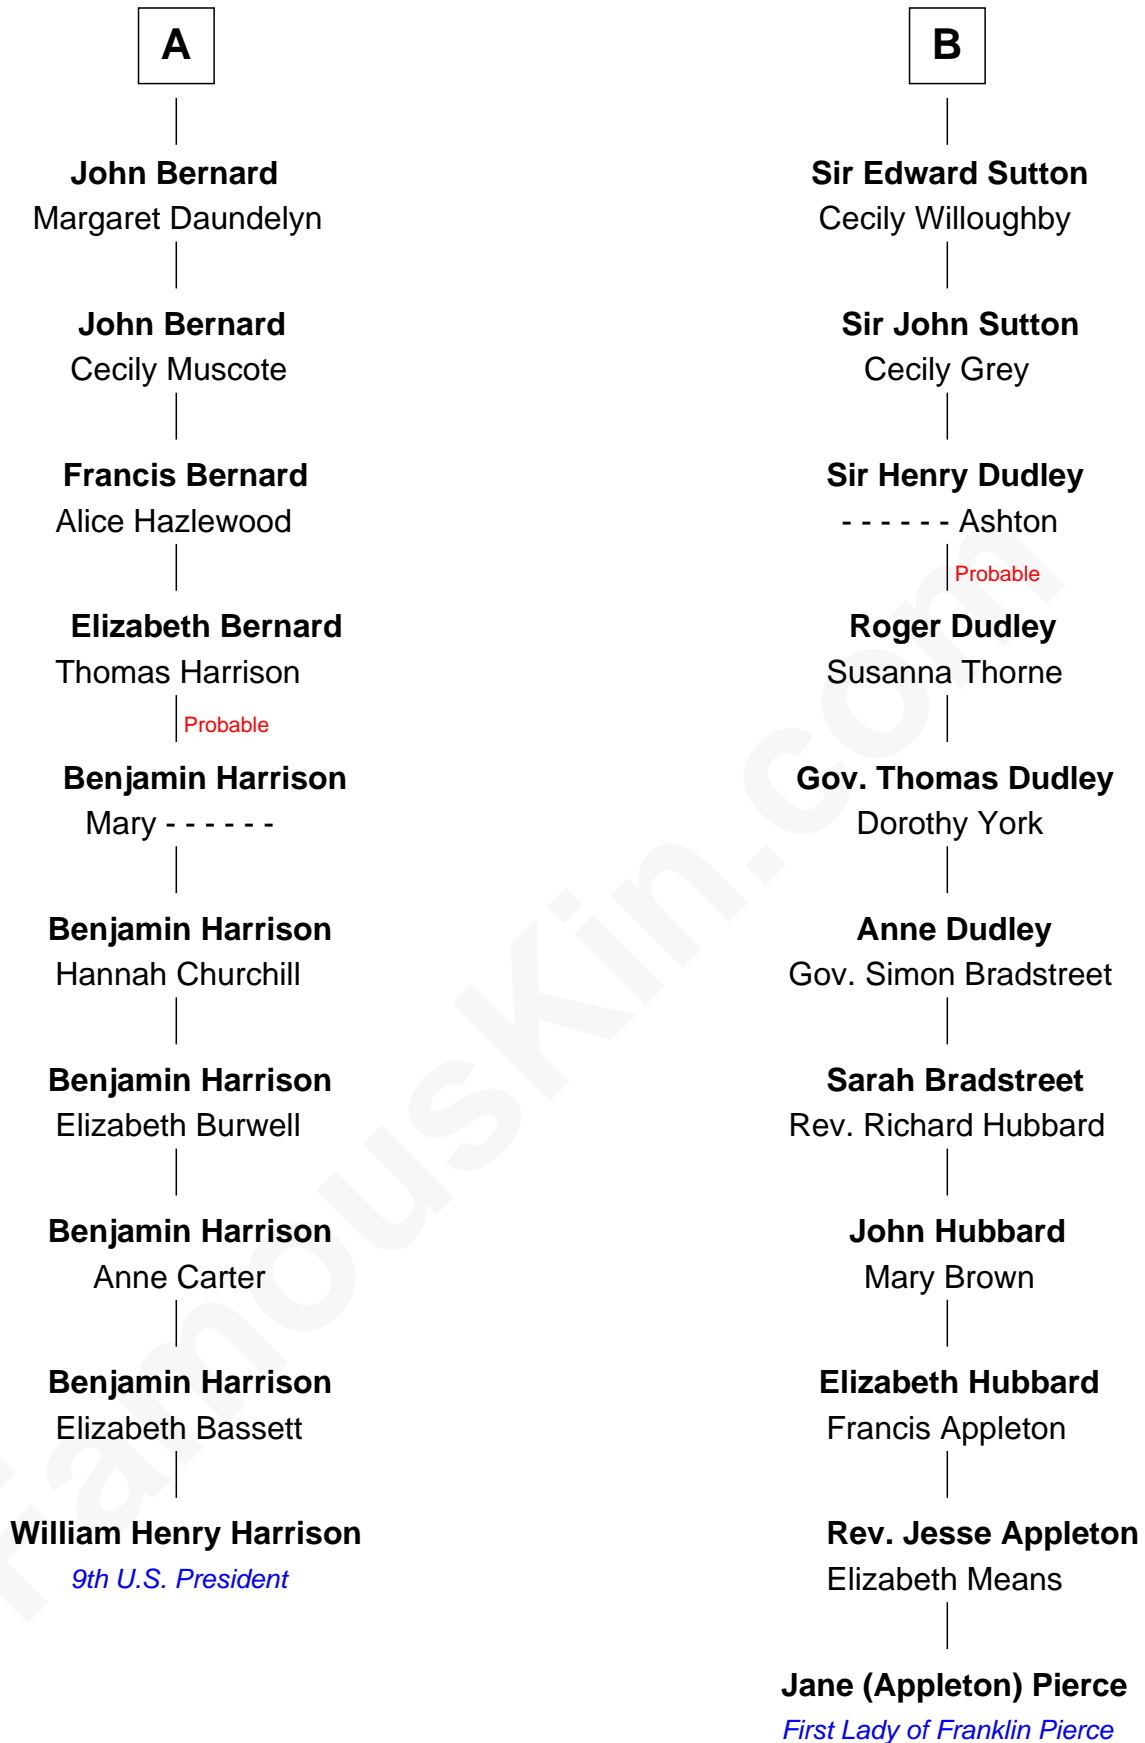 A
John Bernard
Margaret Daundelyn
John Bernard
Cecily Muscote
Francis Bernard
Alice Hazlewood
Elizabeth Bernard
Thomas Harrison
Probable
Benjamin Harrison
Mary - - - - - -
Benjamin Harrison
Hannah Churchill
Benjamin Harrison
Elizabeth Burwell
Benjamin Harrison
Anne Carter
Benjamin Harrison
Elizabeth Bassett
William Henry Harrison
9th U.S. President
B
Sir Edward Sutton
Cecily Willoughby
Sir John Sutton
Cecily Grey
Sir Henry Dudley
- - - - - - Ashton
Probable
Roger Dudley
Susanna Thorne
Gov. Thomas Dudley
Dorothy York
Anne Dudley
Gov. Simon Bradstreet
Sarah Bradstreet
Rev. Richard Hubbard
John Hubbard
Mary Brown
Elizabeth Hubbard
Francis Appleton
Rev. Jesse Appleton
Elizabeth Means
Jane (Appleton) Pierce
First Lady of Franklin Pierce
FamousKin.com